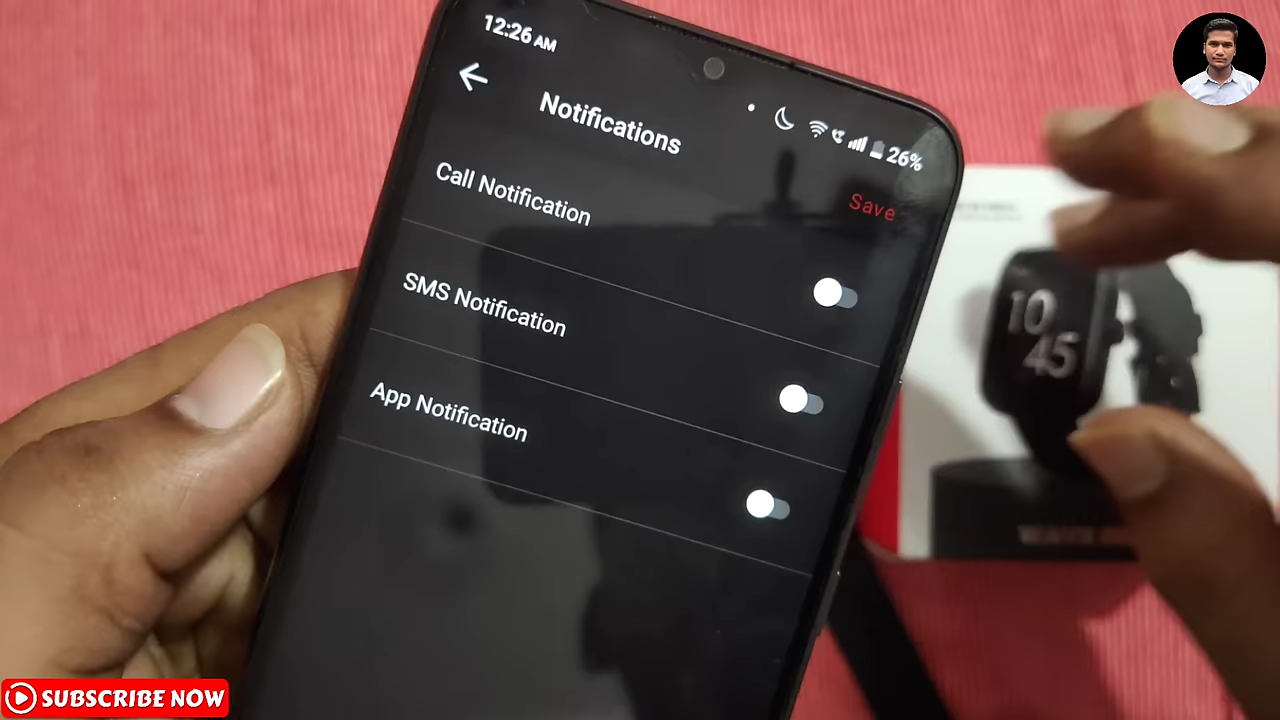 12:26 AM
26%
Notifications
Save
Call Notification
SMS Notification
App Notification
10
45
SUBSCRIBE NOW